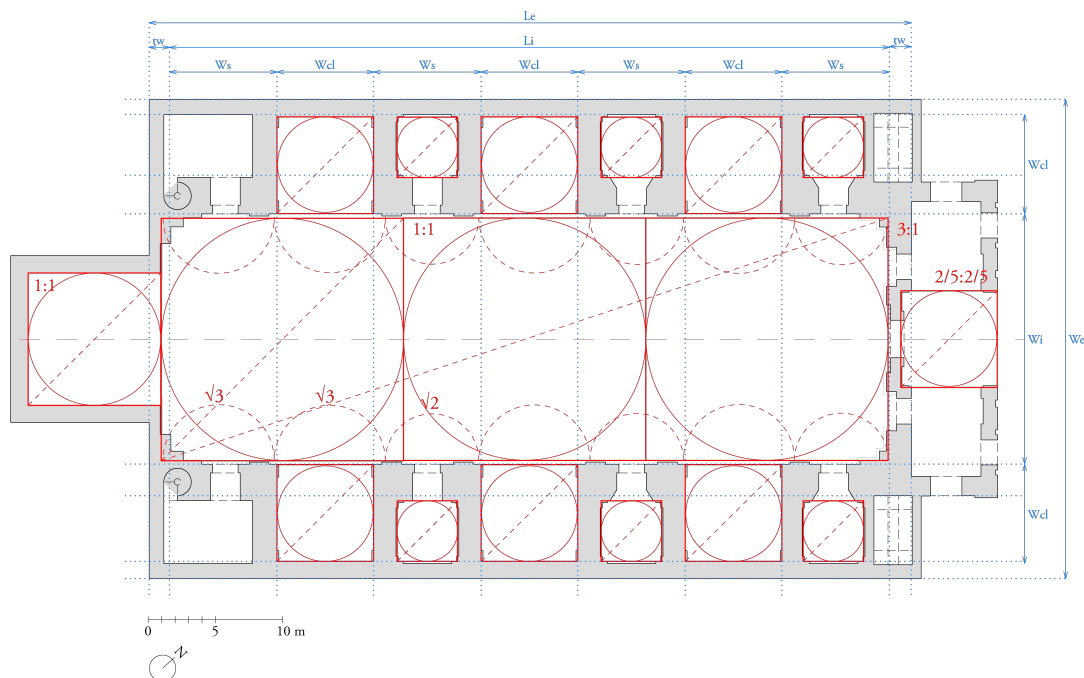 Le
tw Li tw
Ws Wcl Ws Wcl Ws Wcl Ws
Wcl
1:1 3:1
1:1 2/5:2/5
Wi We
√3 √3 √2
Wcl
0 5 10 m
N